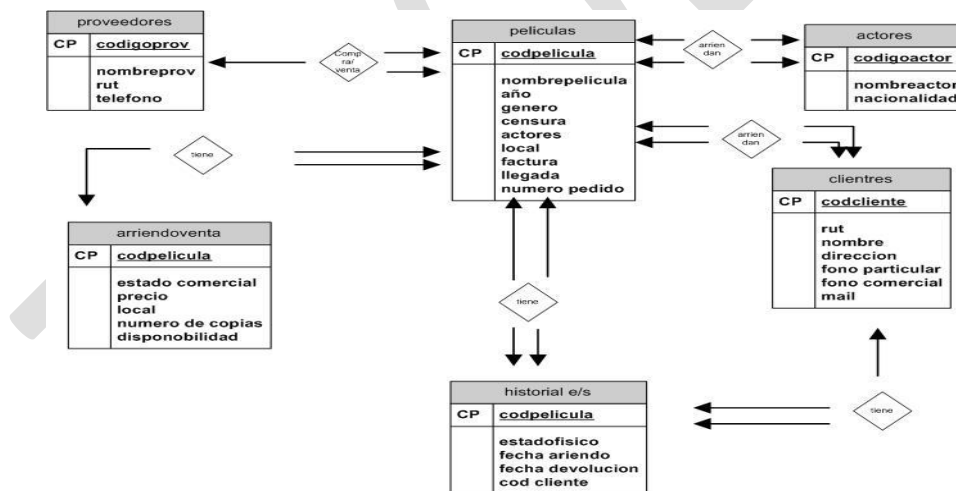 proveedores
CP codigoprov
nombreprov
rut
telefono
Comp
ra/
venta
peliculas
CP codpelicula
nombrepelicula
año
genero
censura
actores
local
factura
llegada
numero pedido
arrien
dan
actores
CP codigoactor
nombreactor
nacionalidad
tiene
arrien
dan
clientres
CP codcliente
rut
nombre
direccion
fono particular
fono comercial
mail
arriendoventa
CP codpelicula
estado comercial
precio
local
numero de copias
disponobilidad
tiene
historial e/s
CP codpelicula
estadofisico
fecha ariendo
fecha devolucion
cod cliente
tiene